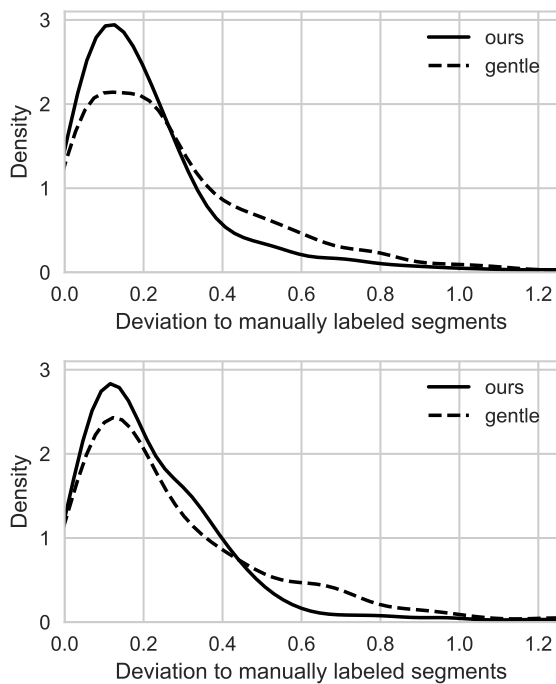 3
2
1
0
Density
ours
gentle
0.0 0.2 0.4 0.6 0.8 1.0 1.2
Deviation to manually labeled segments
3
2
1
0
Density
ours
gentle
0.0 0.2 0.4 0.6 0.8 1.0 1.2
Deviation to manually labeled segments